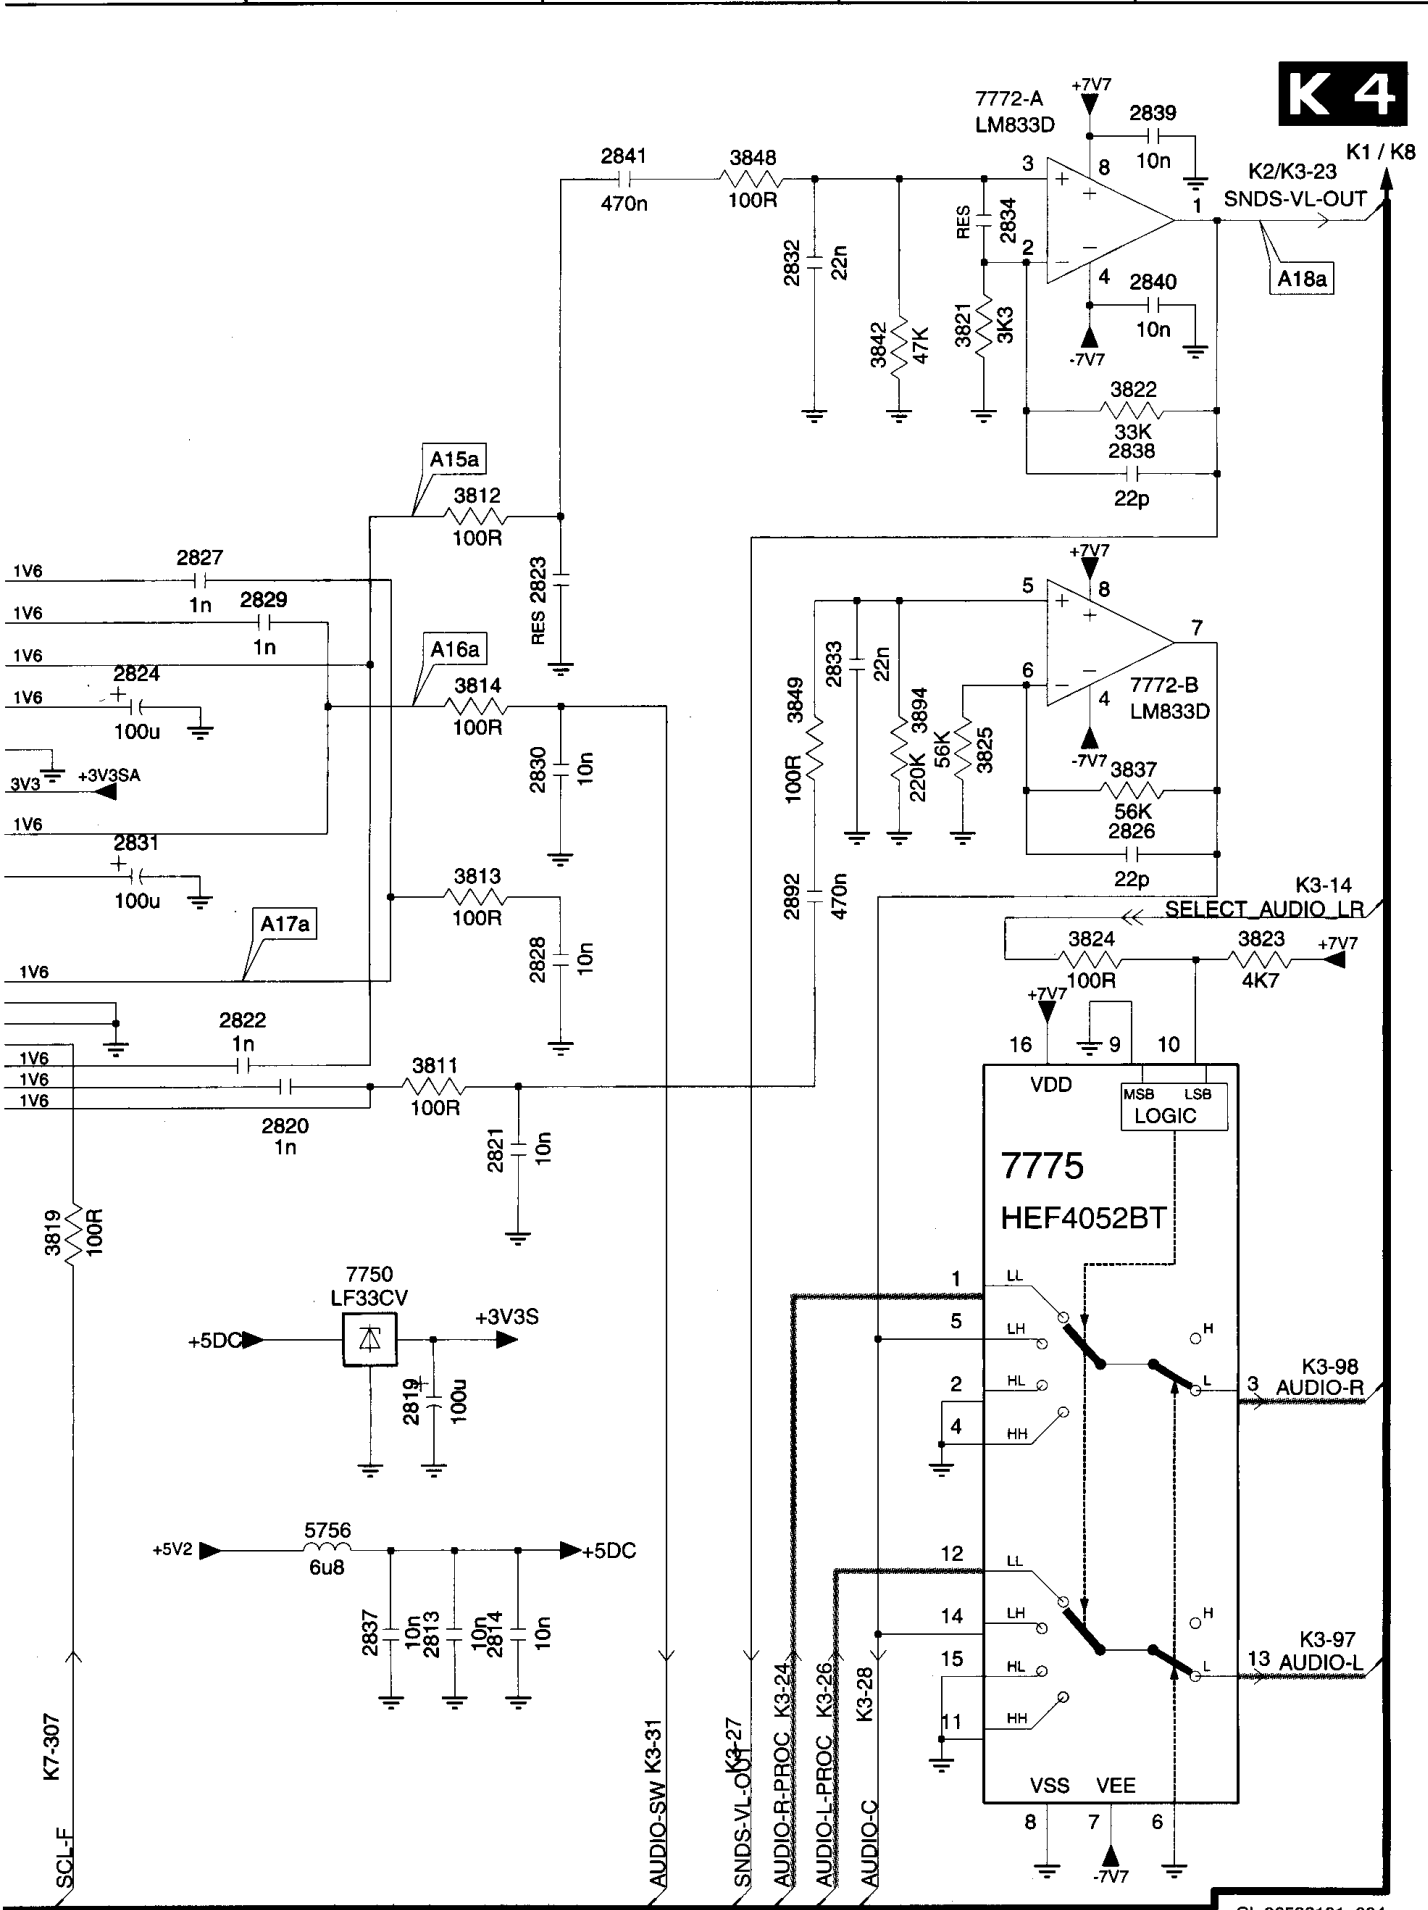 K 4
K1 / K8
7772-A
LM833D
+7V7
2839
10n
K2/K3-23
SNDS-VL-OUT
A18a
2841
470n
3848
100R
3
8
1
2
4
+
+
−
−
RES
2834
2832
22n
3842
47K
3821
3K3
2840
10n
-7V7
3822
33K
2838
22p
A15a
3812
100R
RES 2823
1V6
2827
1n
1V6
2829
1n
1V6
1V6
2824
+
100u
A16a
3814
100R
2830
10n
3V3
+3V3SA
1V6
2831
+
100u
+7V7
5
8
7
6
4
+
+
−
−
7772-B
LM833D
-7V7
2833
22n
3849
100R
3894
220K
56K
3825
3837
56K
2826
22p
2892
470n
3813
100R
2828
10n
A17a
1V6
K3-14
SELECT_AUDIO_LR
3824
100R
3823
4K7
+7V7
+7V7
2822
1n
1V6
1V6
1V6
2820
1n
3811
100R
2821
10n
16
9
10
VDD
MSB
LSB
LOGIC
7775
HEF4052BT
3819
100R
7750
LF33CV
+5DC
+3V3S
2819
+
100u
1
LL
5
LH
2
HL
4
HH
H
L
3
K3-98
AUDIO-R
+5V2
5756
6u8
+5DC
2837
10n
2813
10n
2814
10n
12
LL
14
LH
15
HL
11
HH
H
L
13
K3-97
AUDIO-L
VSS
VEE
8
7
6
-7V7
SCL-F
K7-307
AUDIO-SW K3-31
SNDS-VL-OUT
K3-27
AUDIO-R-PROC K3-24
AUDIO-L-PROC K3-26
AUDIO-C
K3-28